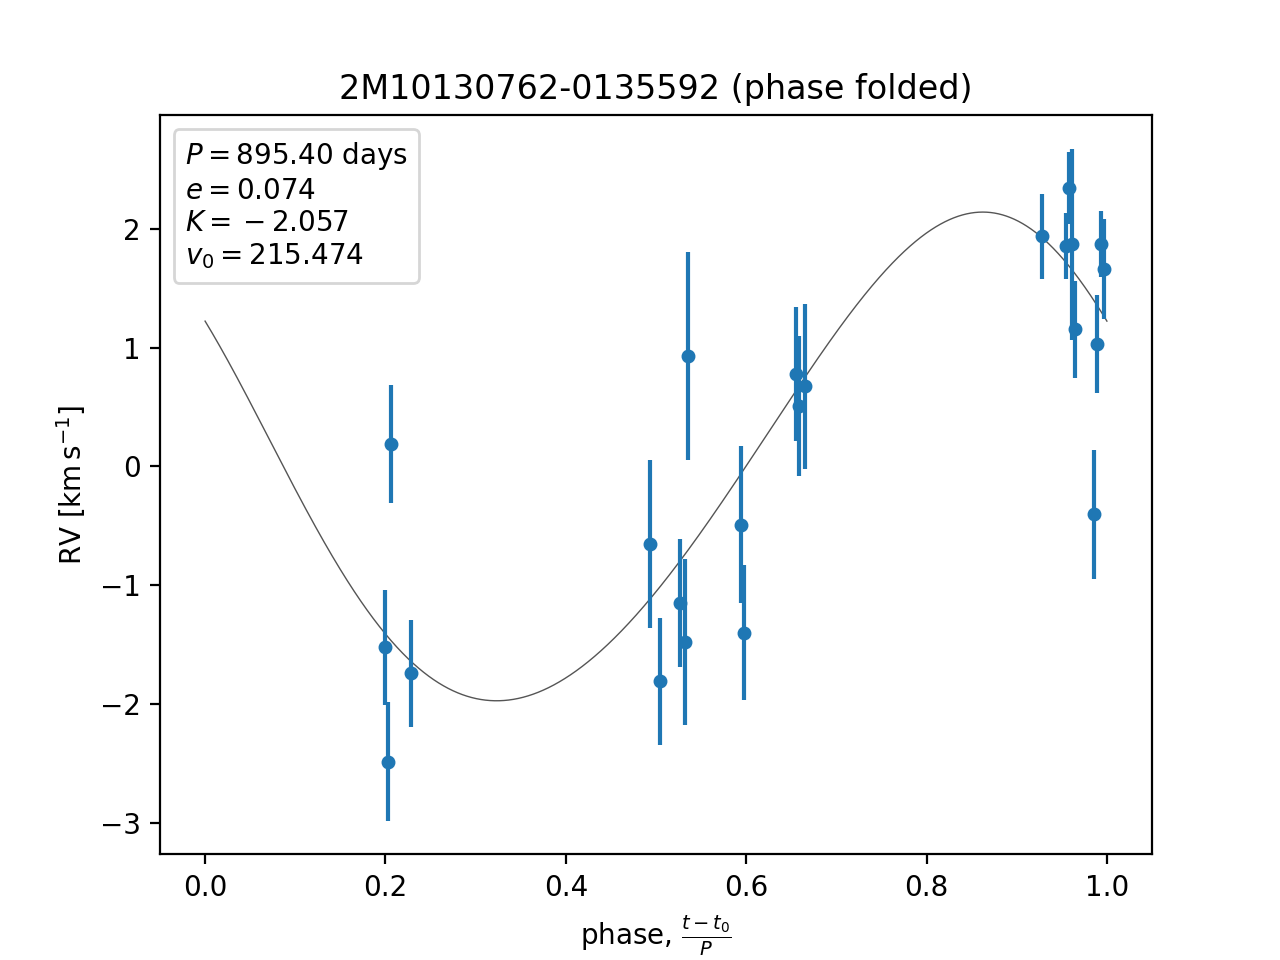 2M10130762-0135592 (phase folded)
P = 895.40 days
e = 0.074
K = −2.057
v₀ = 215.474
2
1
0
−1
−2
−3
RV [km s⁻¹]
0.0 0.2 0.4 0.6 0.8 1.0
phase, (t − t₀)/P